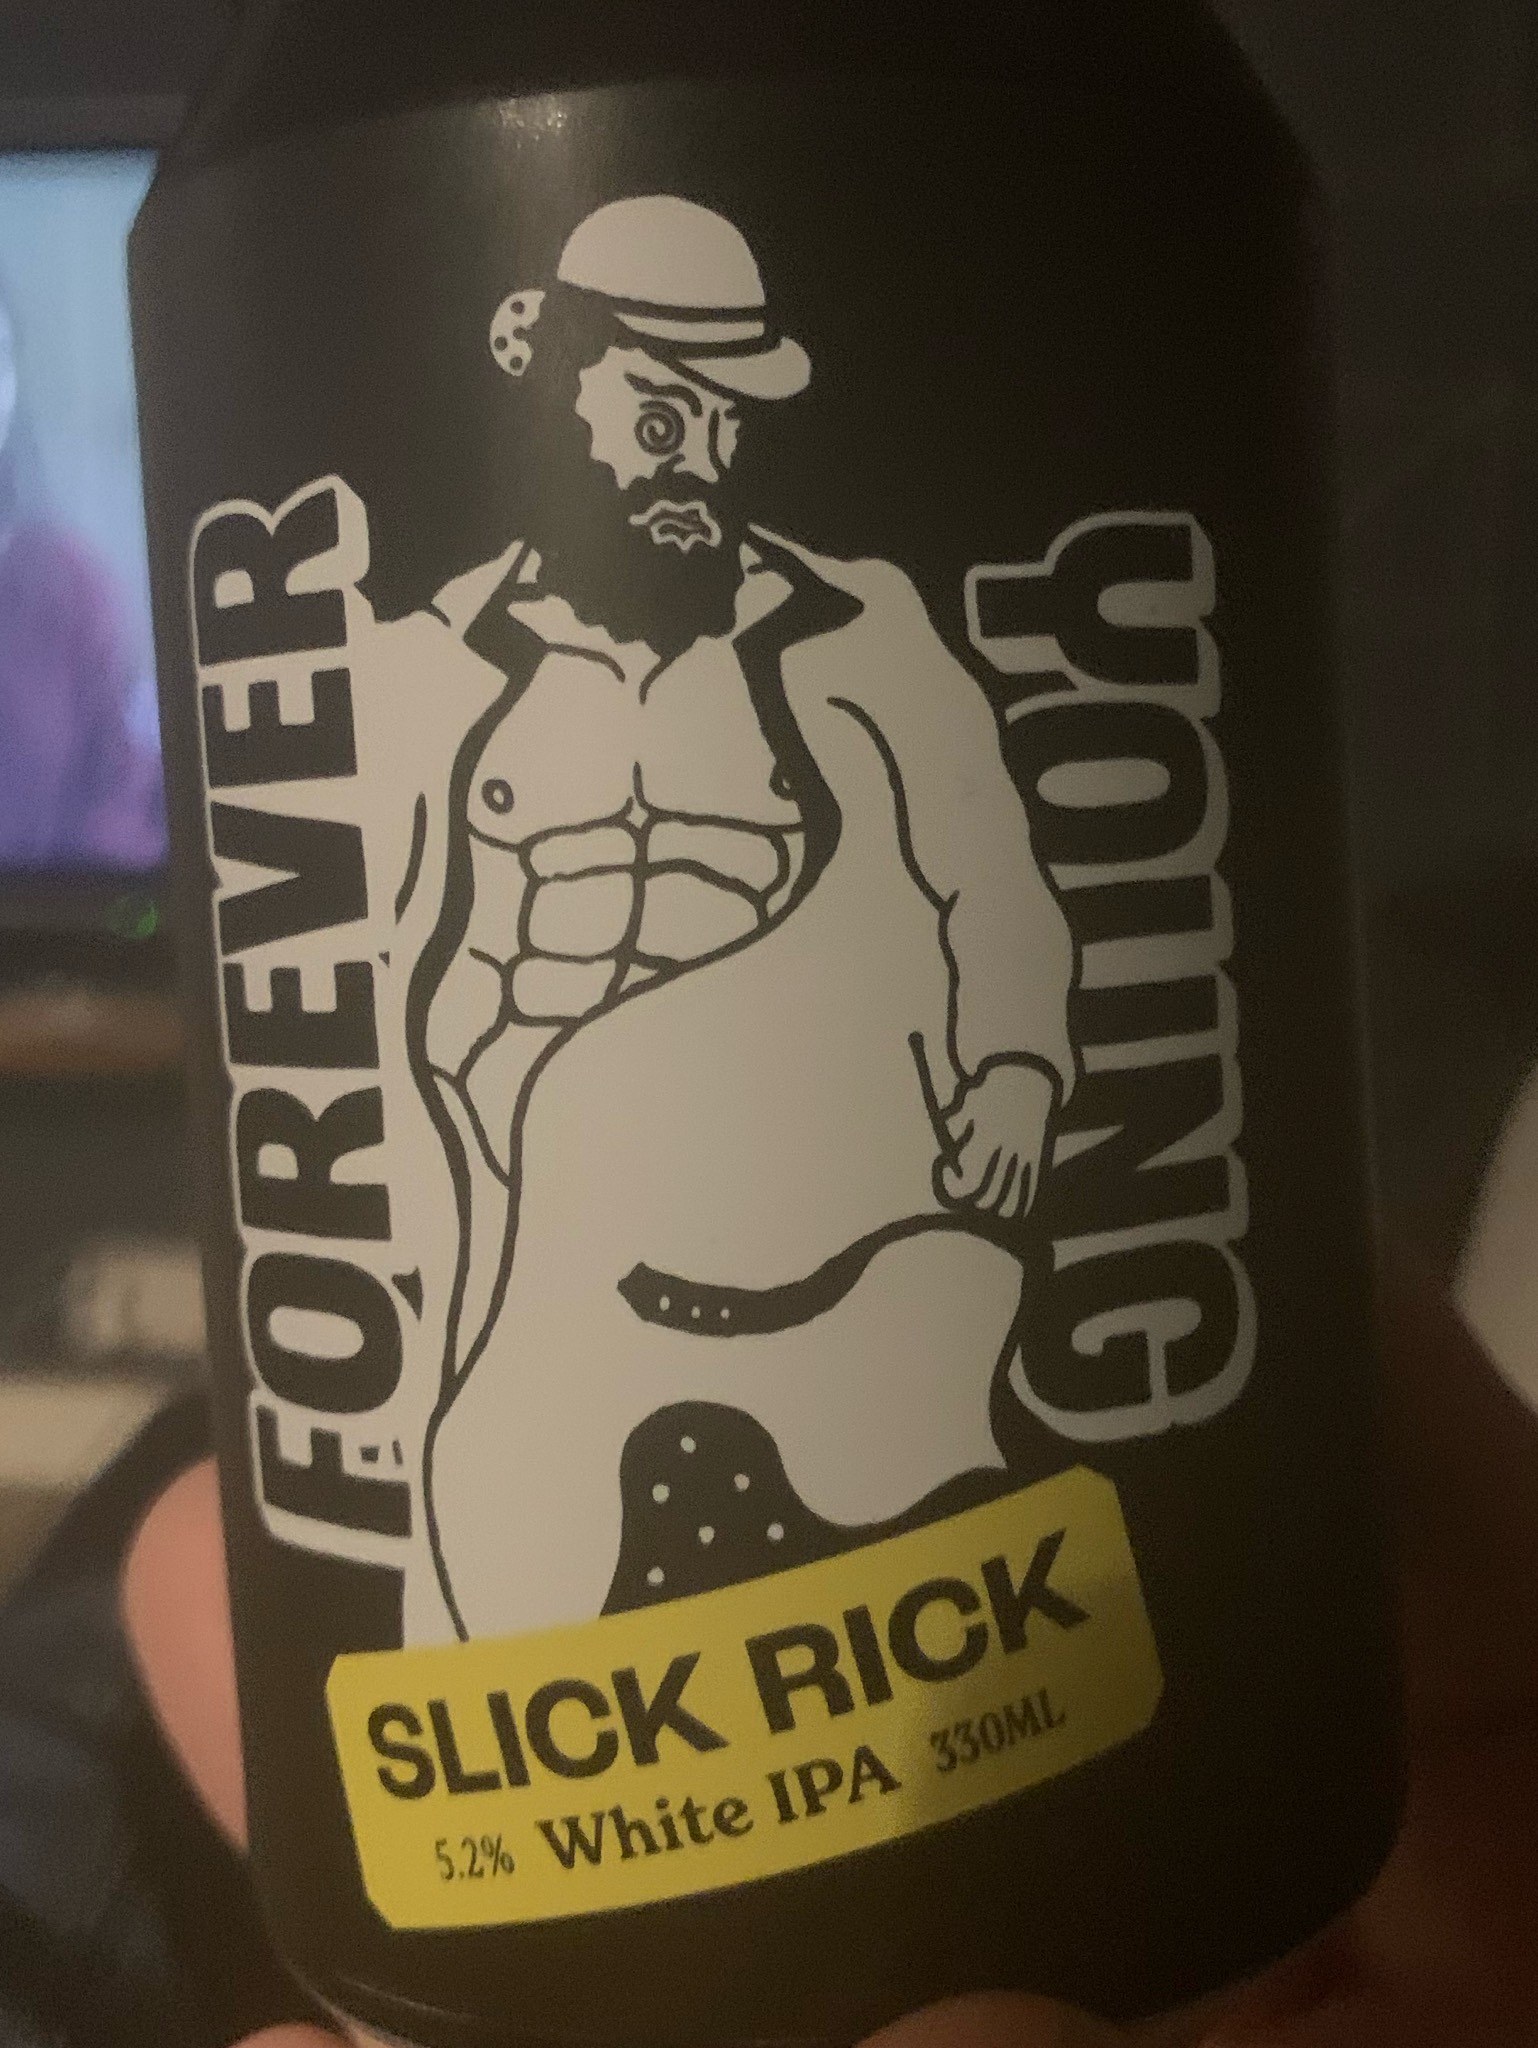 FOREVER
YOUNG
SLICK RICK
5.2% White IPA 330ML